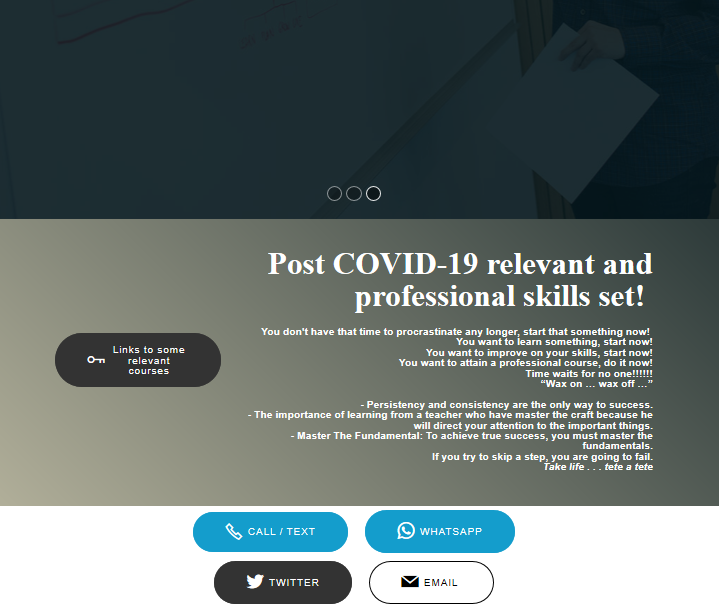 Post COVID-19 relevant and
professional skills set!
Links to some
relevant
courses
You don't have that time to procrastinate any longer, start that something now!
You want to learn something, start now!
You want to improve on your skills, start now!
You want to attain a professional course, do it now!
Time waits for no one!!!!!!
“Wax on … wax off …”
- Persistency and consistency are the only way to success.
- The importance of learning from a teacher who have master the craft because he
will direct your attention to the important things.
- Master The Fundamental: To achieve true success, you must master the
fundamentals.
If you try to skip a step, you are going to fail.
Take life . . . tete a tete
CALL / TEXT
WHATSAPP
TWITTER
EMAIL